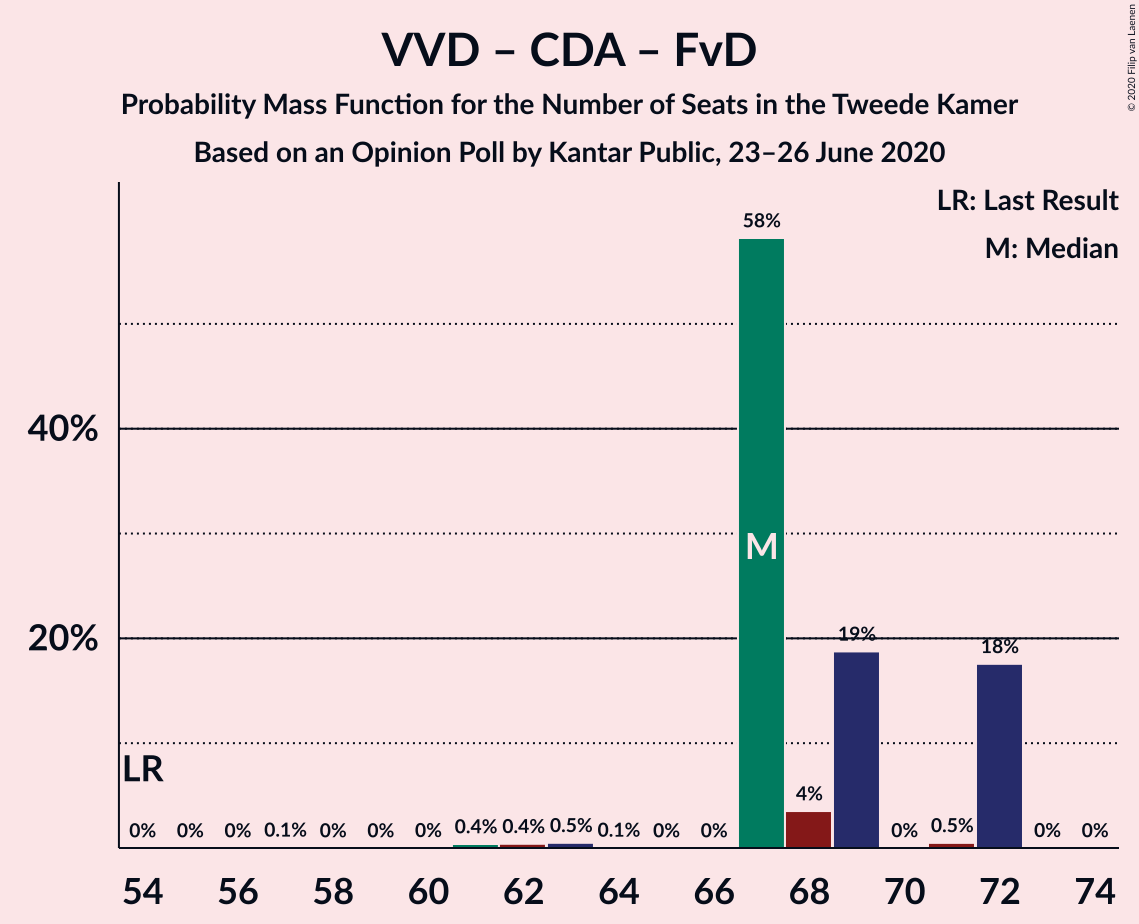 VVD – CDA – FvD
Probability Mass Function for the Number of Seats in the Tweede Kamer
Based on an Opinion Poll by Kantar Public, 23–26 June 2020
© 2020 Filip van Laenen
LR: Last Result
M: Median
58%
40%
M
20%
19%
18%
LR
4%
0% 0% 0% 0.1% 0% 0% 0% 0.4% 0.4% 0.5% 0.1% 0% 0% 0% 0.5% 0% 0%
54 56 58 60 62 64 66 68 70 72 74